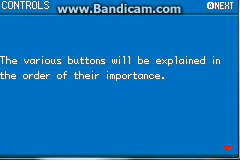 CONTROLS
www.Bandicam.com
NEXT
The various buttons will be explained in
the order of their importance.